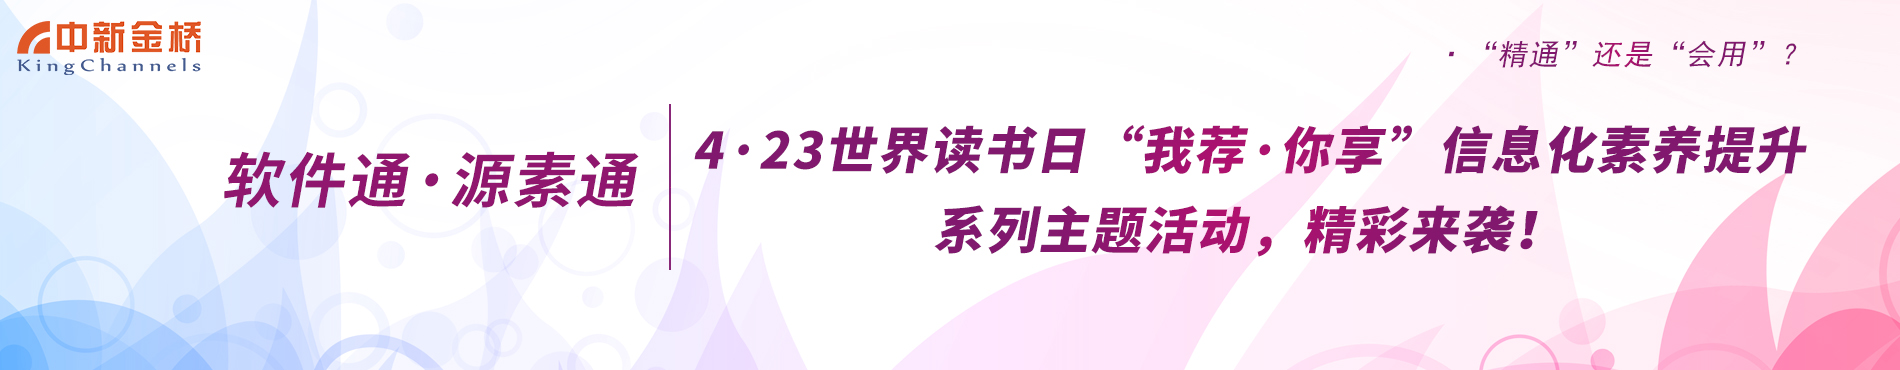 中新金桥
KingChannels
· “精通”还是“会用”？
软件通·源素通
4·23世界读书日“我荐·你享”信息化素养提升
系列主题活动，精彩来袭！